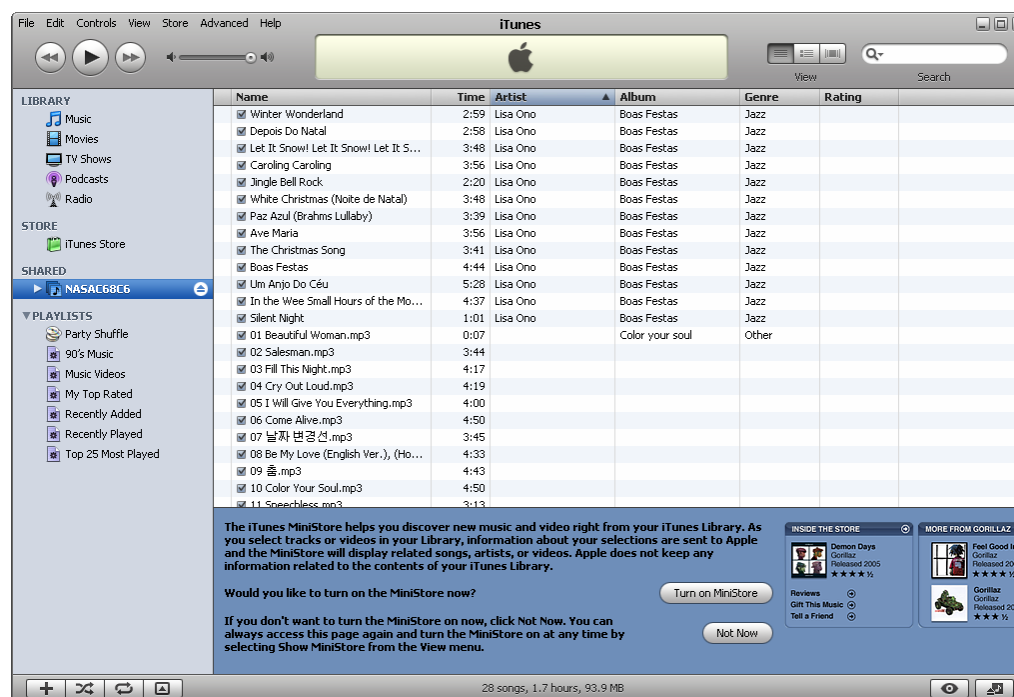 File Edit Controls View Store Advanced Help
iTunes
View
Search
LIBRARY
Music
Movies
TV Shows
Podcasts
Radio
STORE
iTunes Store
SHARED
NASAC68C6
PLAYLISTS
Party Shuffle
90's Music
Music Videos
My Top Rated
Recently Added
Recently Played
Top 25 Most Played
Name Time Artist Album Genre Rating
Winter Wonderland 2:59 Lisa Ono Boas Festas Jazz
Depois Do Natal 2:58 Lisa Ono Boas Festas Jazz
Let It Snow! Let It Snow! Let It S... 3:48 Lisa Ono Boas Festas Jazz
Caroling Caroling 3:56 Lisa Ono Boas Festas Jazz
Jingle Bell Rock 2:20 Lisa Ono Boas Festas Jazz
White Christmas (Noite de Natal) 3:48 Lisa Ono Boas Festas Jazz
Paz Azul (Brahms Lullaby) 3:39 Lisa Ono Boas Festas Jazz
Ave Maria 3:56 Lisa Ono Boas Festas Jazz
The Christmas Song 3:41 Lisa Ono Boas Festas Jazz
Boas Festas 4:44 Lisa Ono Boas Festas Jazz
Um Anjo Do Céu 5:28 Lisa Ono Boas Festas Jazz
In the Wee Small Hours of the Mo... 4:37 Lisa Ono Boas Festas Jazz
Silent Night 1:01 Lisa Ono Boas Festas Jazz
01 Beautiful Woman.mp3 0:07 Color your soul Other
02 Salesman.mp3 3:44
03 Fill This Night.mp3 4:17
04 Cry Out Loud.mp3 4:19
05 I Will Give You Everything.mp3 4:00
06 Come Alive.mp3 4:50
07 날짜 변경선.mp3 3:45
08 Be My Love (English Ver.), (Ho... 4:33
09 춤.mp3 4:43
10 Color Your Soul.mp3 4:50
11 Speechless.mp3 3:13
The iTunes MiniStore helps you discover new music and video right from your iTunes Library. As
you select tracks or videos in your Library, information about your selections are sent to Apple
and the MiniStore will display related songs, artists, or videos. Apple does not keep any
information related to the contents of your iTunes Library.
Would you like to turn on the MiniStore now?
Turn on MiniStore
If you don't want to turn the MiniStore on now, click Not Now. You can
always access this page again and turn the MiniStore on at any time by
selecting Show MiniStore from the View menu.
Not Now
INSIDE THE STORE
Demon Days
Gorillaz
Released 2005
Reviews
Gift This Music
Tell a Friend
MORE FROM GORILLAZ
Feel Good I
Gorillaz
Released 20
Gorillaz
Gorillaz
Released 20
28 songs, 1.7 hours, 93.9 MB